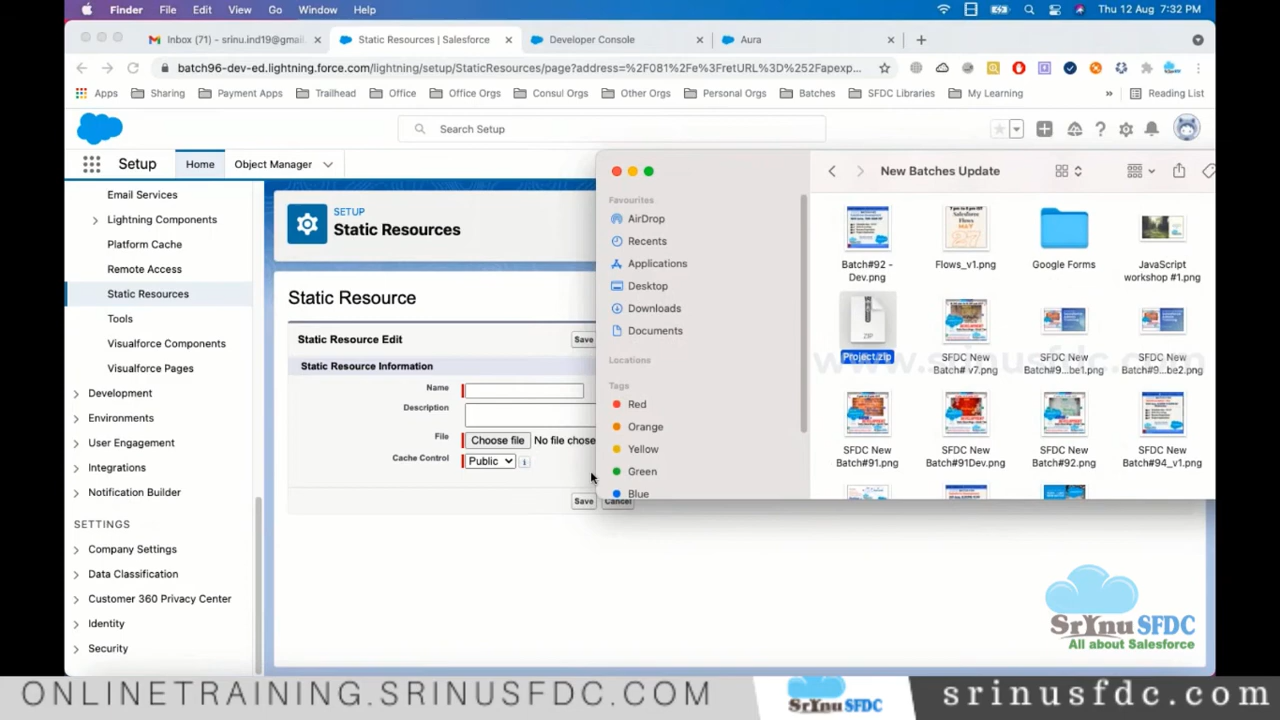 Finder File Edit View Go Window Help Thu 12 Aug 7:32 PM
Inbox (71) - srinu.ind19@gmail. Static Resources | Salesforce Developer Console Aura
batch96-dev-ed.lightning.force.com/lightning/setup/StaticResources/page?address=%2F081%2Fe%3FretURL%3D%252Fapexp...
Apps Sharing Payment Apps Trailhead Office Office Orgs Consul Orgs Other Orgs Personal Orgs Batches SFDC Libraries My Learning » Reading List
Search Setup
Setup Home Object Manager
Email Services
Lightning Components
Platform Cache
Remote Access
Static Resources
Tools
Visualforce Components
Visualforce Pages
Development
Environments
User Engagement
Integrations
Notification Builder
SETTINGS
Company Settings
Data Classification
Customer 360 Privacy Center
Identity
Security
SETUP
Static Resources
Static Resource
Static Resource Edit Save
Static Resource Information
Name
Description
File Choose file No file chose
Cache Control Public i
Save Cancel
New Batches Update
Favourites
AirDrop
Recents
Applications
Desktop
Downloads
Documents
Locations
Tags
Red
Orange
Yellow
Green
Blue
Batch#92 -
Dev.png
Flows_v1.png
Google Forms
JavaScript
workshop #1.png
ZIP
Project.zip
SFDC New
Batch# v7.png
SFDC New
Batch#9...be1.png
SFDC New
Batch#9...be2.png
SFDC New
Batch#91.png
SFDC New
Batch#91Dev.png
SFDC New
Batch#92.png
SFDC New
Batch#94_v1.png
www.srinusfdc.com
SrInu SFDC
All about Salesforce
ONLINETRAINING.SRINUSFDC.COM
SrInu SFDC
srinusfdc.com